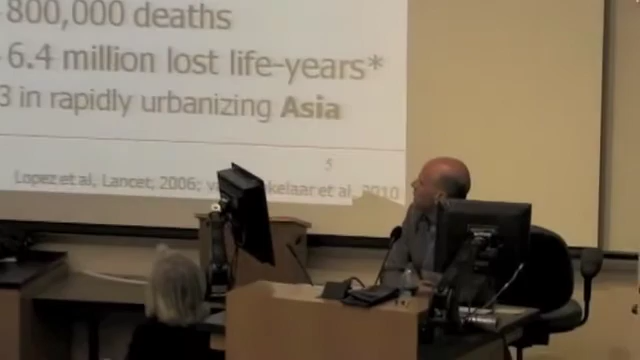 800,000 deaths
6.4 million lost life-years*
3 in rapidly urbanizing Asia
5
Lopez et al, Lancet, 2006; et al, 2010